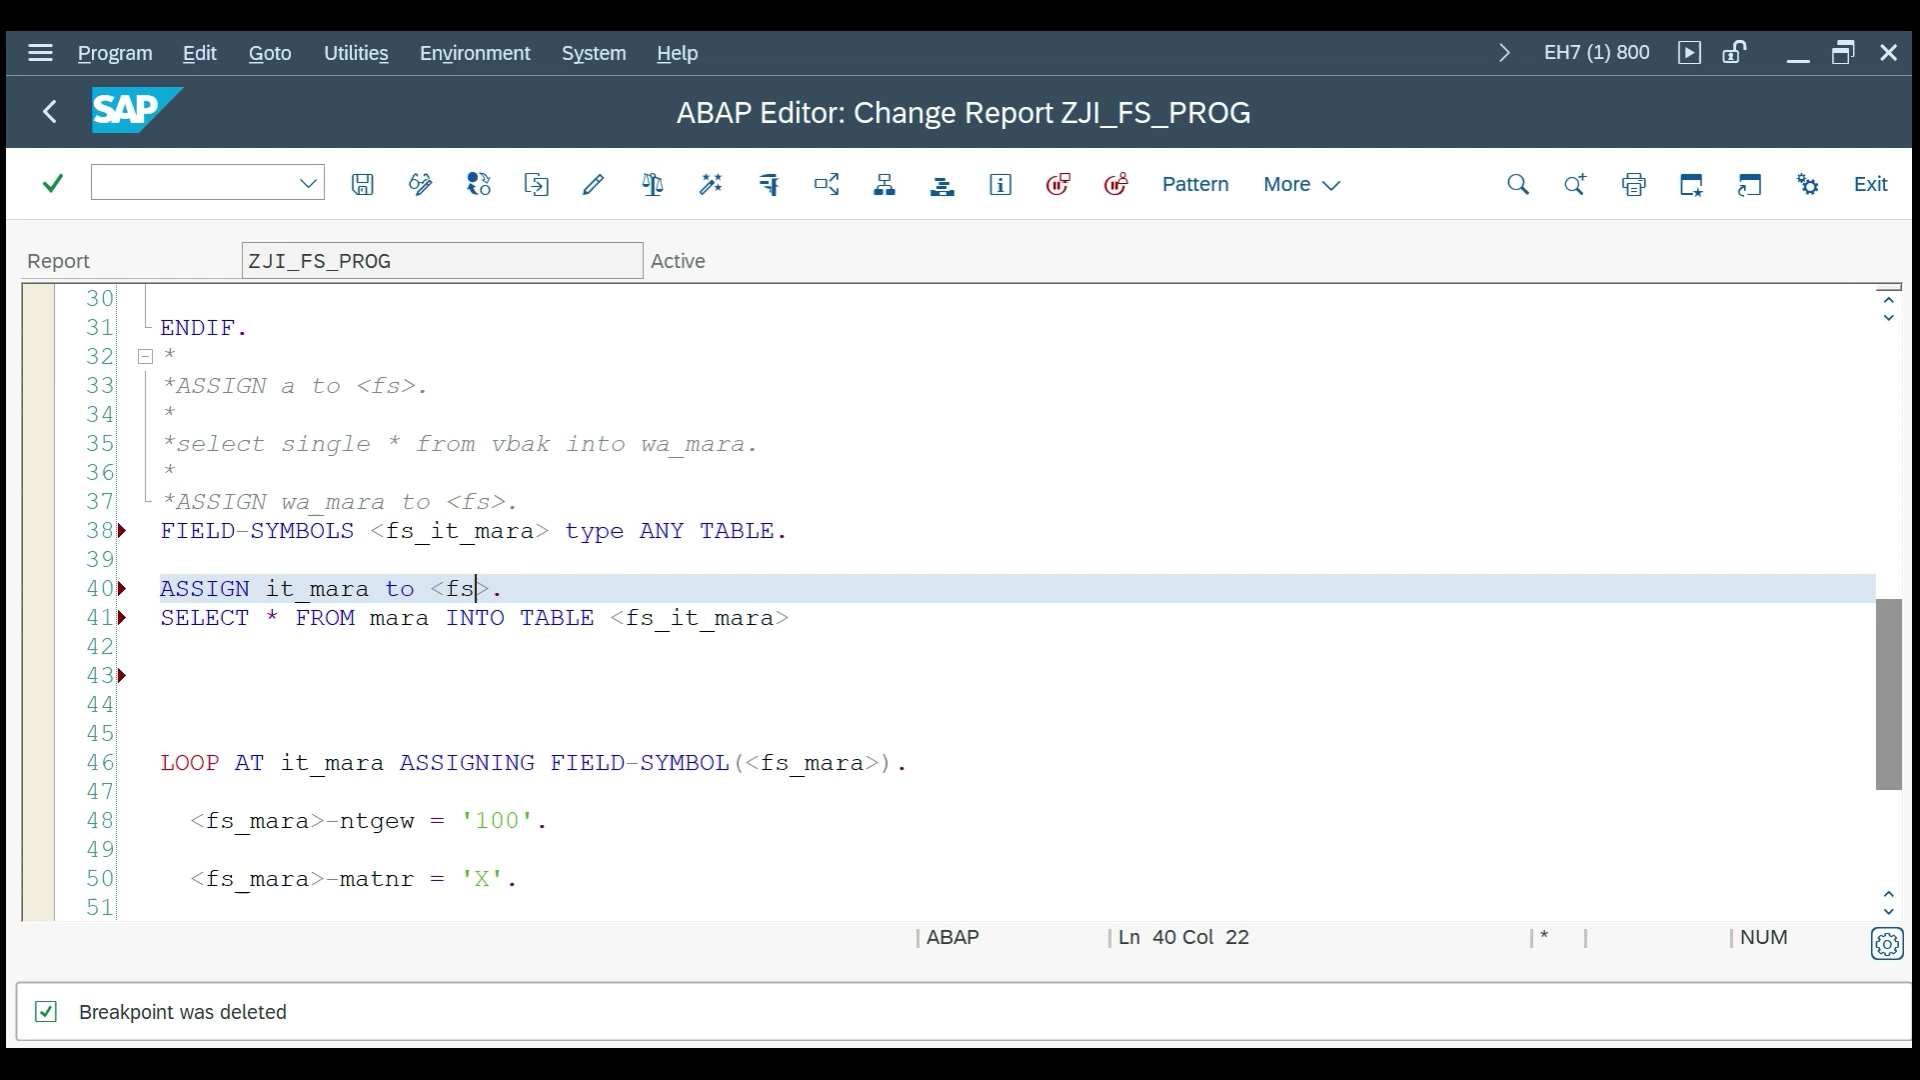 Program Edit Goto Utilities Environment System Help EH7 (1) 800
SAP ABAP Editor: Change Report ZJI_FS_PROG
Pattern More Exit
Report ZJI_FS_PROG Active
30
31 ENDIF.
32 *
33 *ASSIGN a to <fs>.
34 *
35 *select single * from vbak into wa_mara.
36 *
37 *ASSIGN wa_mara to <fs>.
38 FIELD-SYMBOLS <fs_it_mara> type ANY TABLE.
39
40 ASSIGN it_mara to <fs>.
41 SELECT * FROM mara INTO TABLE <fs_it_mara>
42
43
44
45
46 LOOP AT it_mara ASSIGNING FIELD-SYMBOL(<fs_mara>).
47
48 <fs_mara>-ntgew = '100'.
49
50 <fs_mara>-matnr = 'X'.
51
ABAP Ln 40 Col 22 * NUM
Breakpoint was deleted